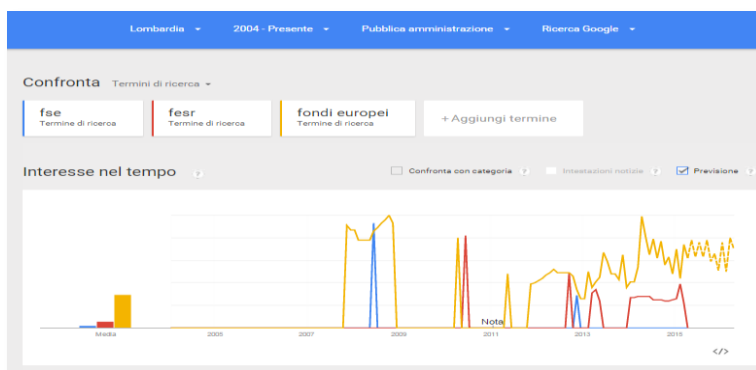 Lombardia 2004 - Presente Pubblica amministrazione Ricerca Google
Confronta Termini di ricerca
fse fesr fondi europei + Aggiungi termine
Termine di ricerca Termine di ricerca Termine di ricerca
Interesse nel tempo ? Confronta con categoria ? Intestazioni notizie ? Previsione ?
Nota
Media 2005 2007 2009 2011 2013 2015
</>